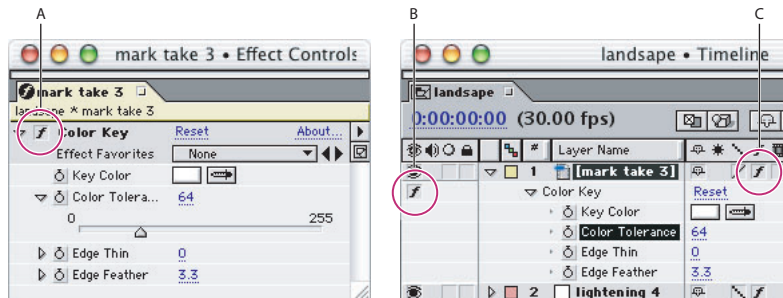 A
B
C
mark take 3 • Effect Controls
mark take 3
landsope * mark take 3
Color Key Reset About...
Effect Favorites None
Key Color
Color Tolera... 64
0 255
Edge Thin 0
Edge Feather 3.3
landsape • Timeline
landsape
0:00:00:00 (30.00 fps)
# Layer Name
1 [mark take 3]
Color Key Reset
Key Color
Color Tolerance 64
Edge Thin 0
Edge Feather 3.3
2 lightening 4